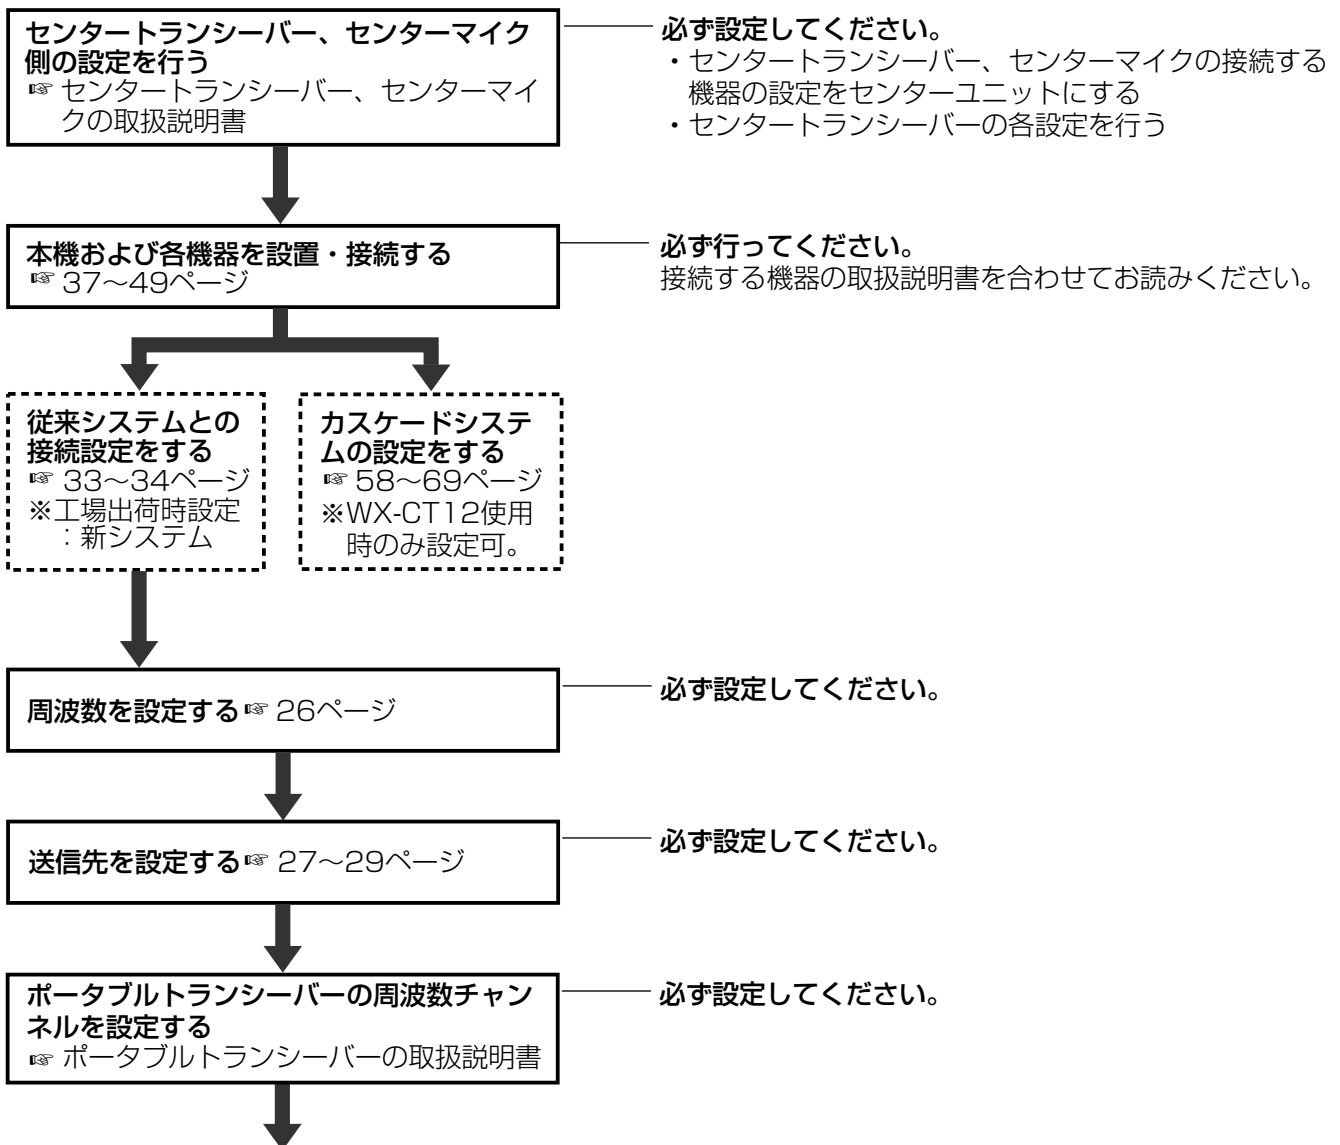 センタートランシーバー、センターマイク
側の設定を行う
☞ センタートランシーバー、センターマイ
クの取扱説明書
必ず設定してください。
・センタートランシーバー、センターマイクの接続する
機器の設定をセンターユニットにする
・センタートランシーバーの各設定を行う
本機および各機器を設置・接続する
☞ 37～49ページ
必ず行ってください。
接続する機器の取扱説明書を合わせてお読みください。
従来システムとの
接続設定をする
☞ 33～34ページ
※工場出荷時設定
：新システム
カスケードシステ
ムの設定をする
☞ 58～69ページ
※WX-CT12使用
時のみ設定可。
周波数を設定する☞ 26ページ
必ず設定してください。
送信先を設定する☞ 27～29ページ
必ず設定してください。
ポータブルトランシーバーの周波数チャン
ネルを設定する
☞ ポータブルトランシーバーの取扱説明書
必ず設定してください。